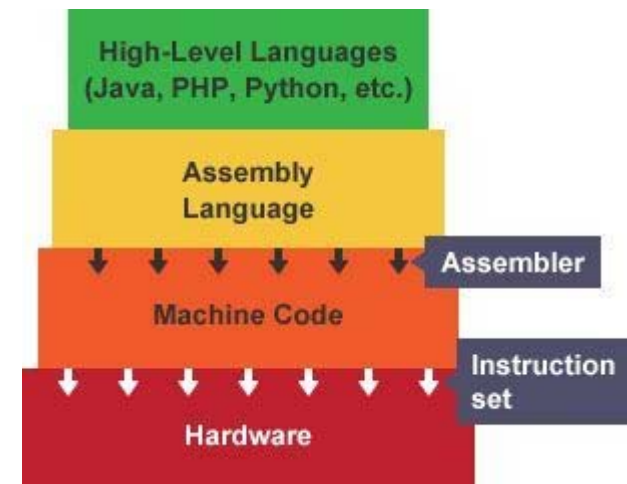 High-Level Languages
(Java, PHP, Python, etc.)
Assembly
Language
Assembler
Machine Code
Instruction
set
Hardware